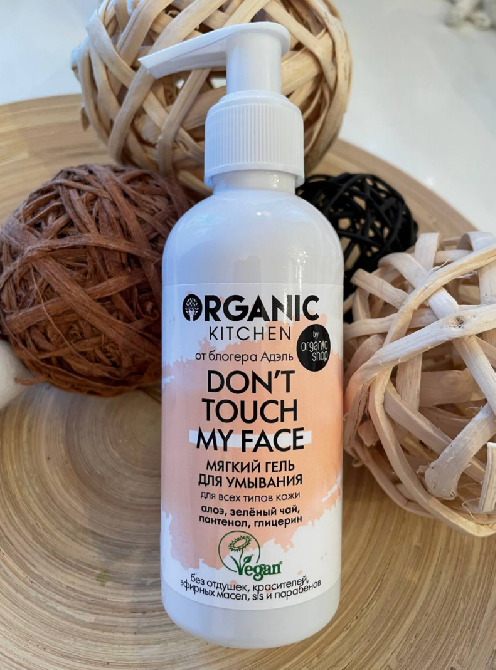 ORGANIC
KITCHEN
by
organic
shop
от блогера Адэль
DON'T
TOUCH
MY FACE
МЯГКИЙ ГЕЛЬ
ДЛЯ УМЫВАНИЯ
для всех типов кожи
алоэ, зелёный чай,
пантенол, глицерин
Vegan
без отдушек, красителей,
эфирных масел, sls и парабенов